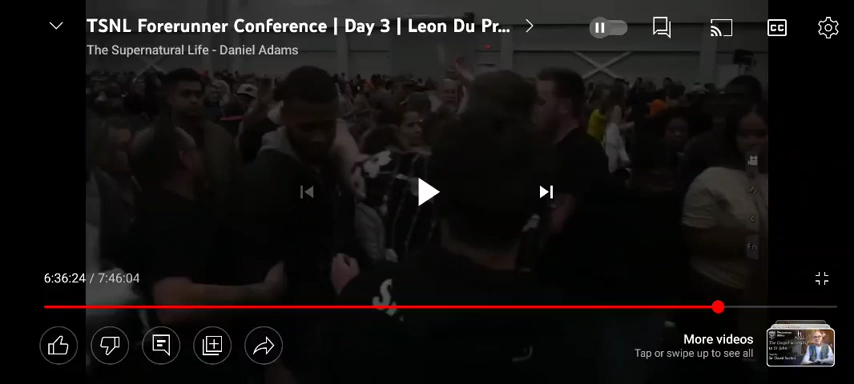 TSNL Forerunner Conference | Day 3 | Leon Du Pr...
The Supernatural Life - Daniel Adams
CC
6:36:24 / 7:46:04
More videos
Tap or swipe up to see all